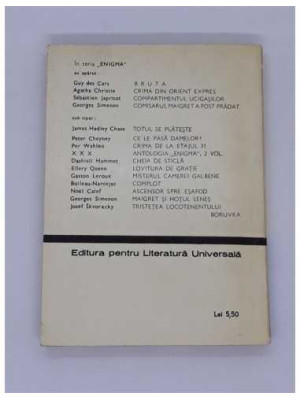 În seria „ENIGMA"
au apărut:
Guy des Cars BRUTA
Agatha Christie CRIMA DIN ORIENT EXPRES
Sébastien Japrisot COMPARTIMENTUL UCIGAȘILOR
Georges Simenon COMISARUL MAIGRET A FOST PRĂDAT
sub tipar:
James Hadley Chase TOTUL SE PLĂTEȘTE
Peter Cheyney CE LE PASĂ DAMELOR?
Per Wahlöö CRIMA DE LA ETAJUL 31
X X X ANTOLOGIA „ENIGMA", 2 VOL.
Dashiell Hammet CHEIA DE STICLĂ
Ellery Queen LOVITURA DE GRAȚIE
Gaston Leroux MISTERUL CAMEREI GALBENE
Boileau-Narcejac COMPLOT
Noël Calef ASCENSOR SPRE EȘAFOD
Georges Simenon MAIGRET ȘI HOȚUL LENEȘ
Josef Škvorecky TRISTEȚEA LOCOTENENTULUI
BORUVKA
Editura pentru Literatură Universală
Lei 5,50